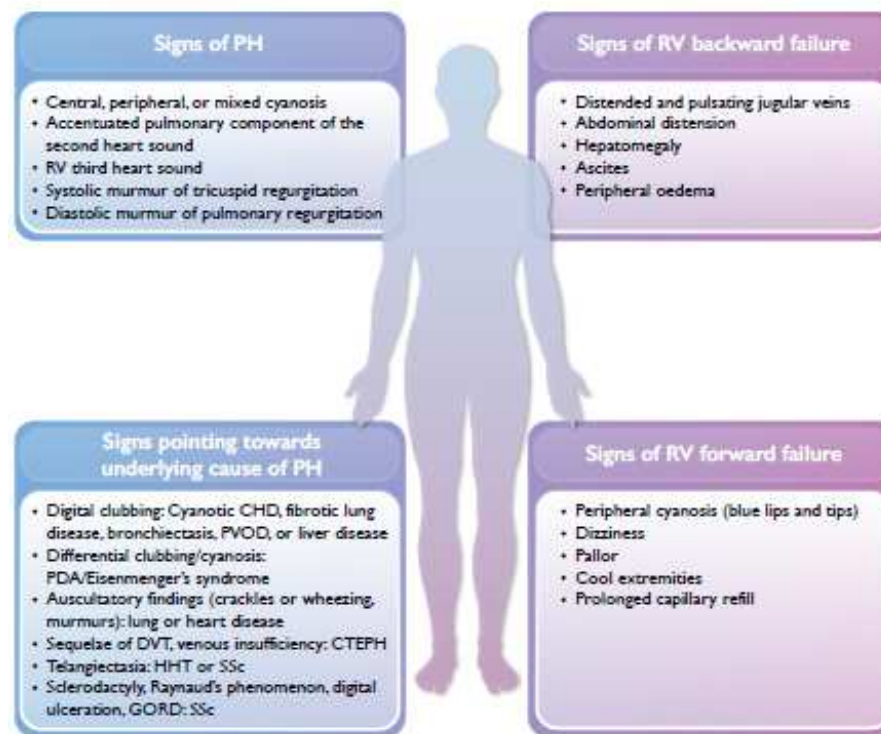 Signs of PH
• Central, peripheral, or mixed cyanosis
• Accentuated pulmonary component of the
second heart sound
• RV third heart sound
• Systolic murmur of tricuspid regurgitation
• Diastolic murmur of pulmonary regurgitation
Signs of RV backward failure
• Distended and pulsating jugular veins
• Abdominal distension
• Hepatomegaly
• Ascites
• Peripheral oedema
Signs pointing towards
underlying cause of PH
• Digital clubbing: Cyanotic CHD, fibrotic lung
disease, bronchiectasis, PVOD, or liver disease
• Differential clubbing/cyanosis:
PDA/Eisenmenger's syndrome
• Auscultatory findings (crackles or wheezing,
murmurs): lung or heart disease
• Sequelae of DVT, venous insufficiency: CTEPH
• Telangiectasia: HHT or SSc
• Sclerodactyly, Raynaud's phenomenon, digital
ulceration, GORD: SSc
Signs of RV forward failure
• Peripheral cyanosis (blue lips and tips)
• Dizziness
• Pallor
• Cool extremities
• Prolonged capillary refill